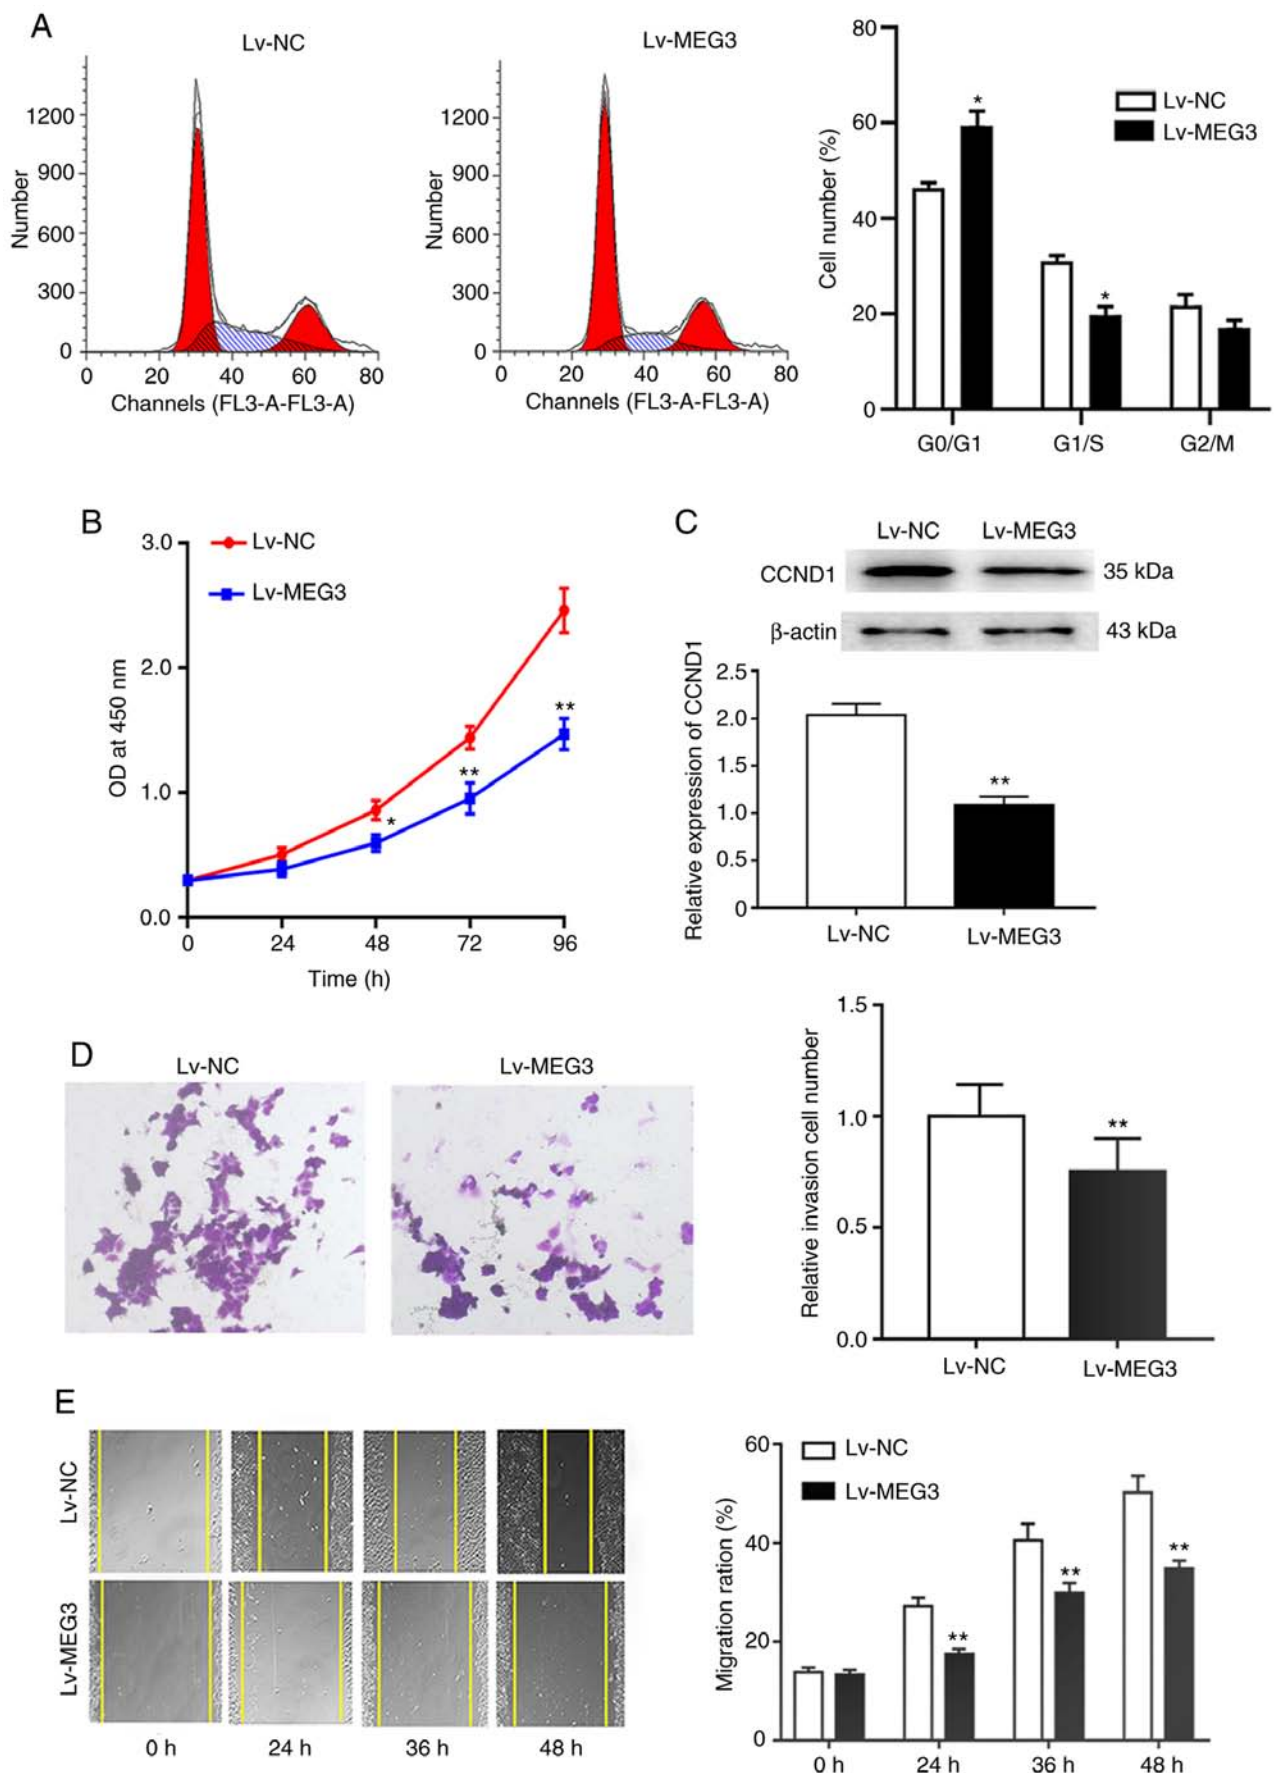 A
Lv-NC
Number
1200
900
600
300
0
0 20 40 60 80
Channels (FL3-A-FL3-A)
Lv-MEG3
Number
1200
900
600
300
0
0 20 40 60 80
Channels (FL3-A-FL3-A)
Cell number (%)
80
60
40
20
0
Lv-NC
Lv-MEG3
*
*
G0/G1 G1/S G2/M
B
OD at 450 nm
3.0
2.0
1.0
0.0
Lv-NC
Lv-MEG3
*
**
**
0 24 48 72 96
Time (h)
C
Lv-NC Lv-MEG3
CCND1 35 kDa
β-actin 43 kDa
Relative expression of CCND1
2.5
2.0
1.5
1.0
0.5
0
**
Lv-NC Lv-MEG3
D
Lv-NC Lv-MEG3
Relative invasion cell number
1.5
1.0
0.5
0.0
**
Lv-NC Lv-MEG3
E
Lv-NC
Lv-MEG3
0 h 24 h 36 h 48 h
Migration ration (%)
60
40
20
0
Lv-NC
Lv-MEG3
**
**
**
0 h 24 h 36 h 48 h